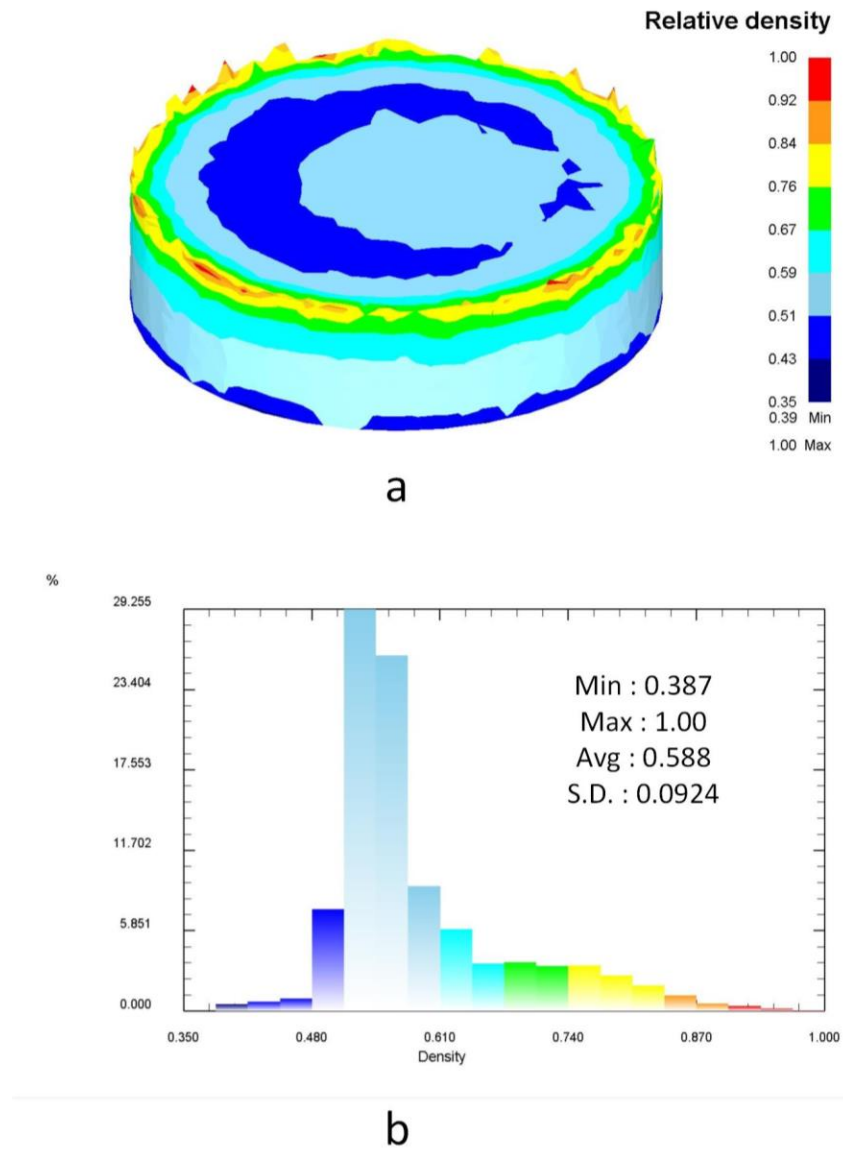 Relative density
1.00
0.92
0.84
0.76
0.67
0.59
0.51
0.43
0.35
0.39 Min
1.00 Max
a
%
29.255
23.404
17.553
11.702
5.851
0.000
Min : 0.387
Max : 1.00
Avg : 0.588
S.D. : 0.0924
0.350 0.480 0.610 0.740 0.870 1.000
Density
b